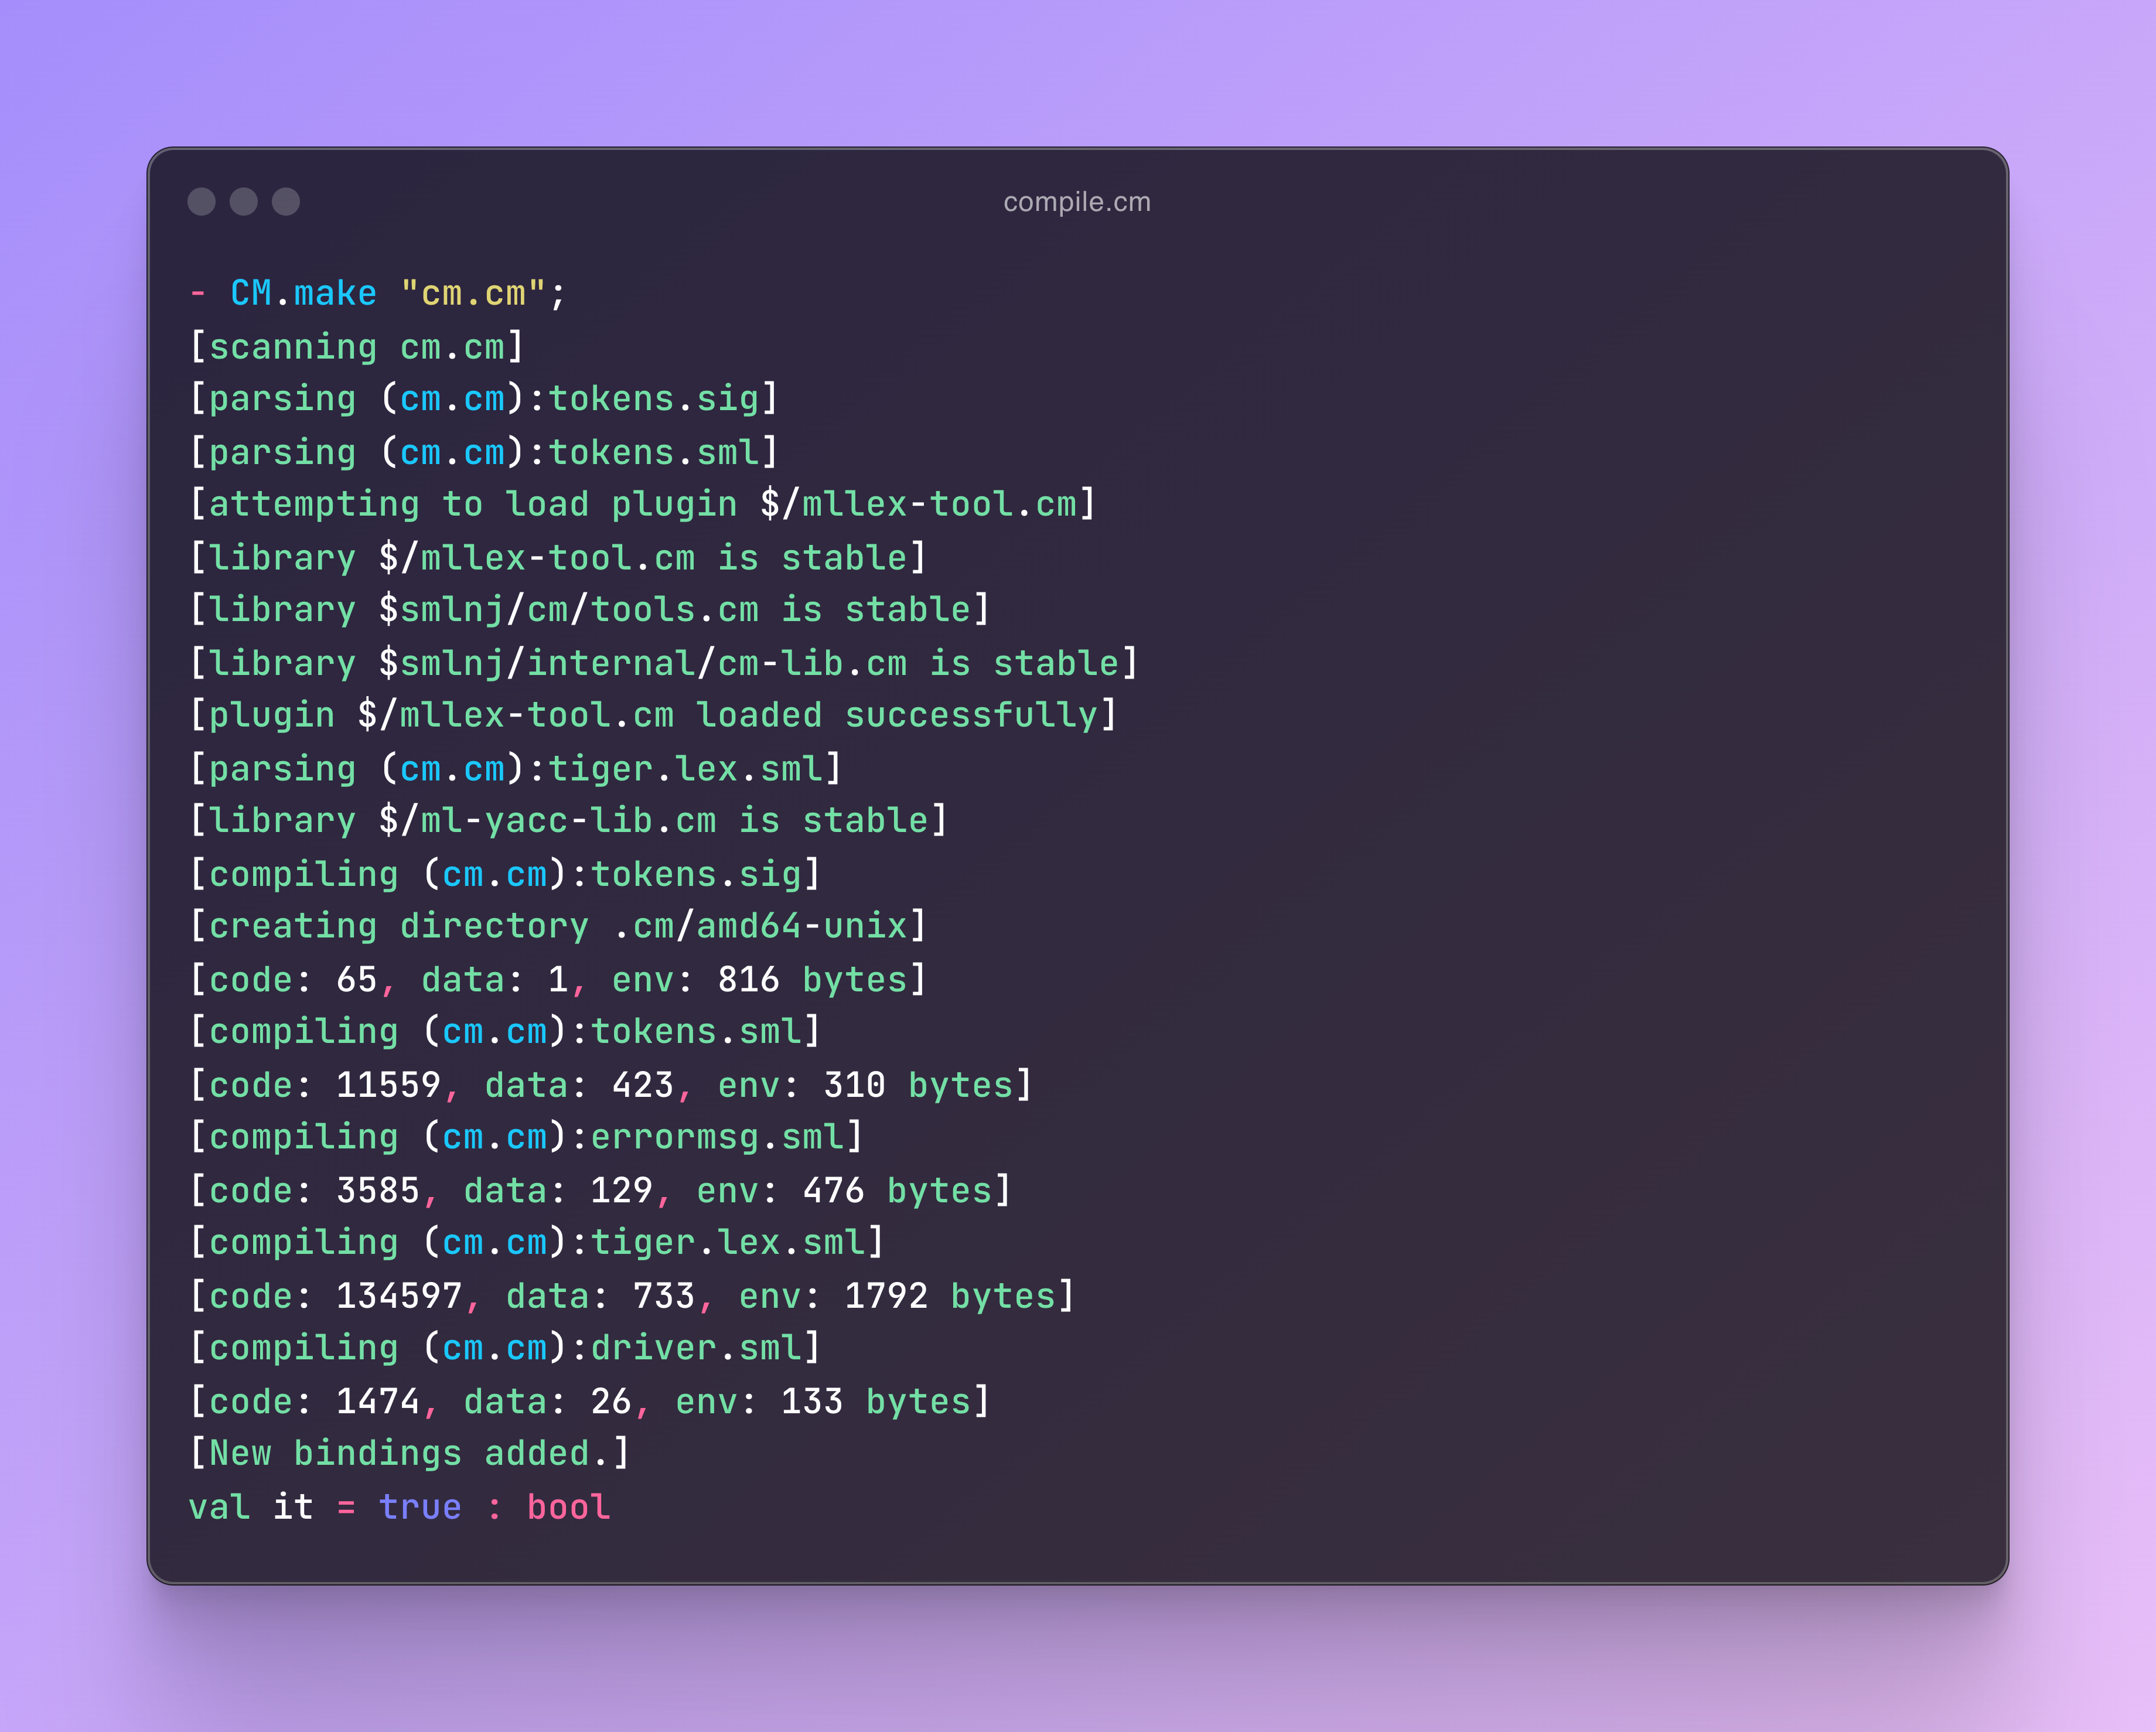 compile.cm
- CM.make "cm.cm";
[scanning cm.cm]
[parsing (cm.cm):tokens.sig]
[parsing (cm.cm):tokens.sml]
[attempting to load plugin $/mllex-tool.cm]
[library $/mllex-tool.cm is stable]
[library $smlnj/cm/tools.cm is stable]
[library $smlnj/internal/cm-lib.cm is stable]
[plugin $/mllex-tool.cm loaded successfully]
[parsing (cm.cm):tiger.lex.sml]
[library $/ml-yacc-lib.cm is stable]
[compiling (cm.cm):tokens.sig]
[creating directory .cm/amd64-unix]
[code: 65, data: 1, env: 816 bytes]
[compiling (cm.cm):tokens.sml]
[code: 11559, data: 423, env: 310 bytes]
[compiling (cm.cm):errormsg.sml]
[code: 3585, data: 129, env: 476 bytes]
[compiling (cm.cm):tiger.lex.sml]
[code: 134597, data: 733, env: 1792 bytes]
[compiling (cm.cm):driver.sml]
[code: 1474, data: 26, env: 133 bytes]
[New bindings added.]
val it = true : bool